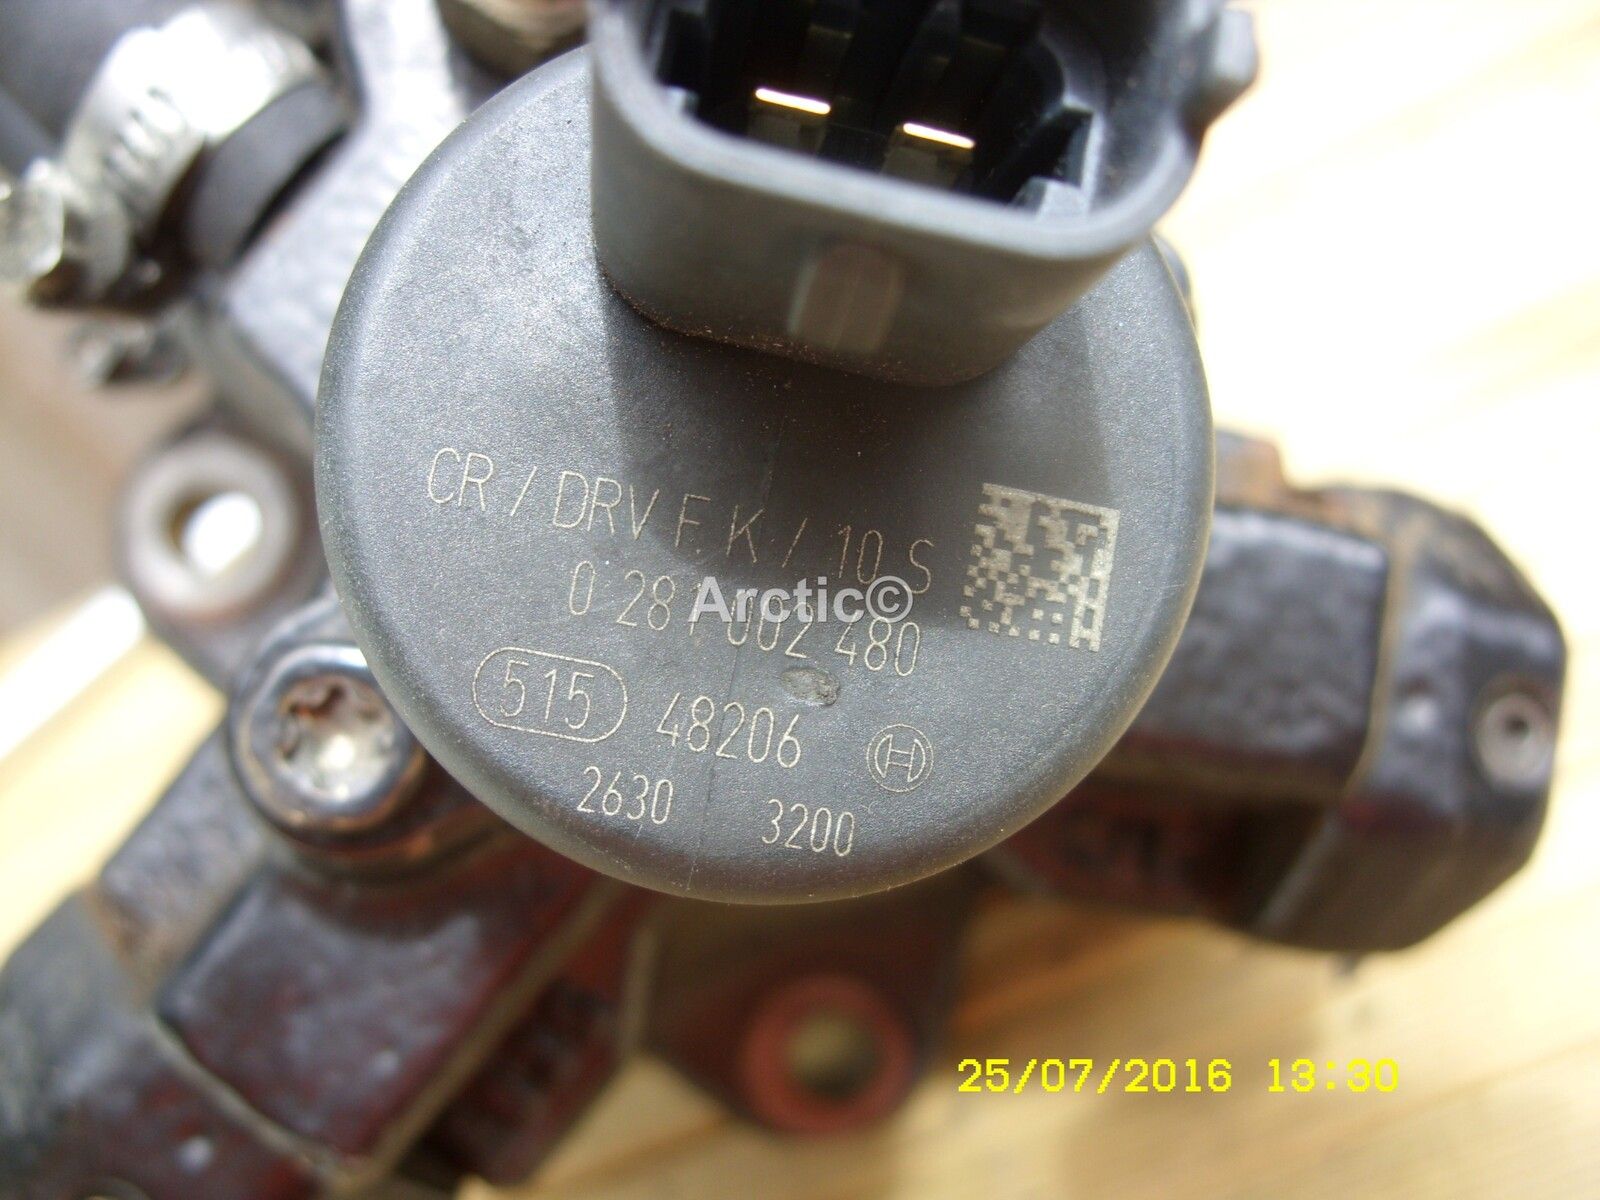 CR / DRV F. K / 10 S
0 281 002 480
Arctic©
515 48206
2630 3200
25/07/2016 13:30